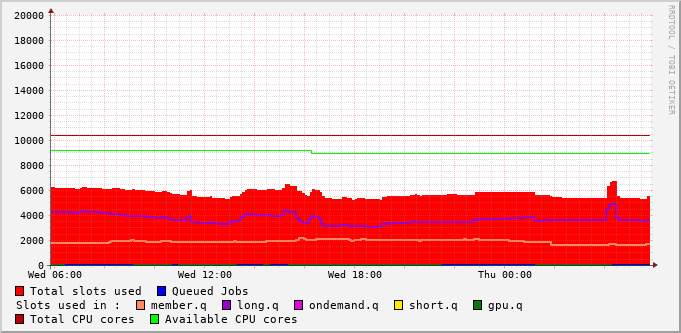 RRDTOOL / TOBI OETIKER
20000
18000
16000
14000
12000
10000
8000
6000
4000
2000
0
Wed 06:00 Wed 12:00 Wed 18:00 Thu 00:00
Total slots used Queued Jobs
Slots used in : member.q long.q ondemand.q short.q gpu.q
Total CPU cores Available CPU cores